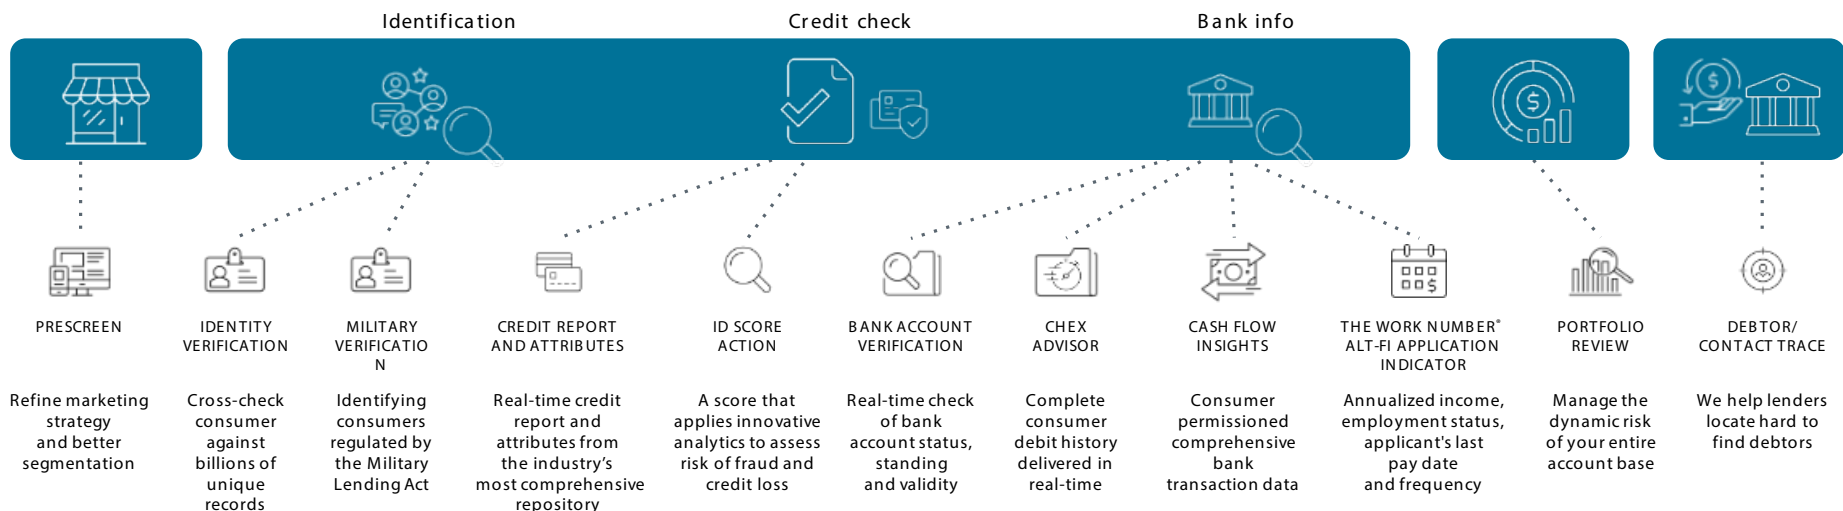 Identification
Credit check
Bank info
PRESCREEN
Refine marketing
strategy
and better
segmentation
IDENTITY
VERIFICATION
Cross-check
consumer
against
billions of
unique
records
MILITARY
VERIFICATIO
N
Identifying
consumers
regulated by
the Military
Lending Act
CREDIT REPORT
AND ATTRIBUTES
Real-time credit
report and
attributes from
the industry’s
most comprehensive
repository
ID SCORE
ACTION
A score that
applies innovative
analytics to assess
risk of fraud and
credit loss
BANK ACCOUNT
VERIFICATION
Real-time check
of bank
account status,
standing
and validity
CHEX
ADVISOR
Complete
consumer
debit history
delivered in
real-time
CASH FLOW
INSIGHTS
Consumer
permissioned
comprehensive
bank
transaction data
THE WORK NUMBER®
ALT-FI APPLICATION
INDICATOR
Annualized income,
employment status,
applicant's last
pay date
and frequency
PORTFOLIO
REVIEW
Manage the
dynamic risk
of your entire
account base
DEBTOR/
CONTACT TRACE
We help lenders
locate hard to
find debtors